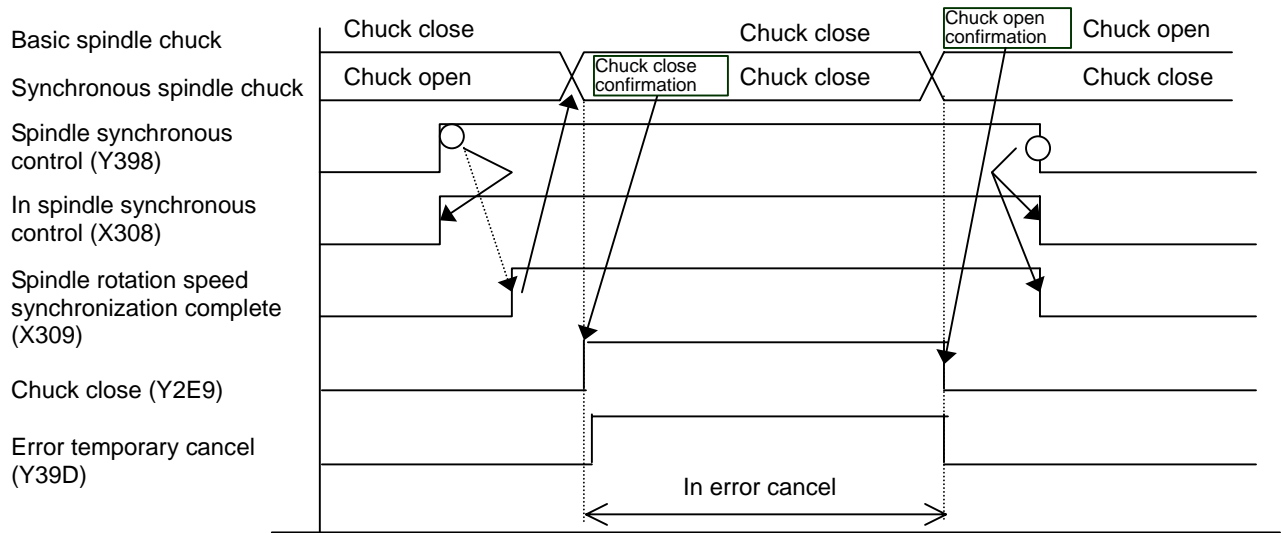 Basic spindle chuck
Chuck close
Chuck close
Chuck open
confirmation
Chuck open
Synchronous spindle chuck
Chuck open
Chuck close
confirmation
Chuck close
Chuck close
Spindle synchronous
control (Y398)
In spindle synchronous
control (X308)
Spindle rotation speed
synchronization complete
(X309)
Chuck close (Y2E9)
Error temporary cancel
(Y39D)
In error cancel